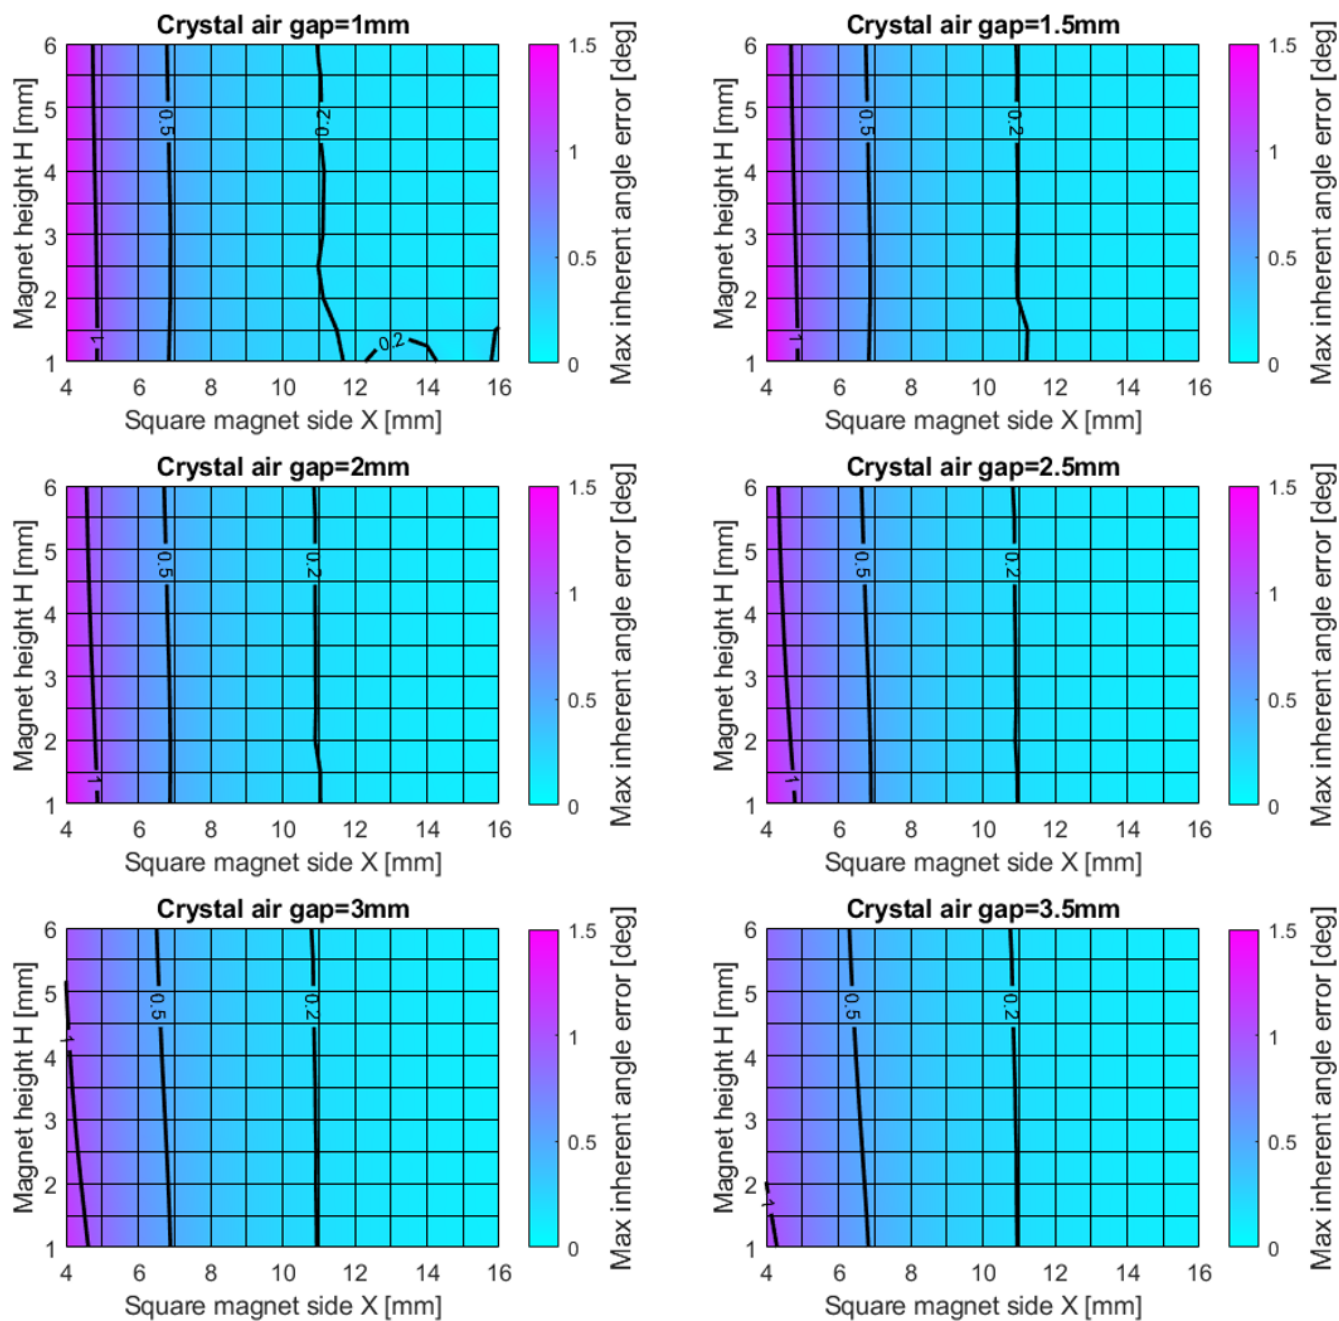 Crystal air gap=1mm
6
5
4
3
2
1
Magnet height H [mm]
0.5
0.2
1
0.2
4 6 8 10 12 14 16
Square magnet side X [mm]
1.5
1
0.5
0
Max inherent angle error [deg]
Crystal air gap=1.5mm
6
5
4
3
2
1
Magnet height H [mm]
0.5
0.2
1
4 6 8 10 12 14 16
Square magnet side X [mm]
1.5
1
0.5
0
Max inherent angle error [deg]
Crystal air gap=2mm
6
5
4
3
2
1
Magnet height H [mm]
0.5
0.2
1
4 6 8 10 12 14 16
Square magnet side X [mm]
1.5
1
0.5
0
Max inherent angle error [deg]
Crystal air gap=2.5mm
6
5
4
3
2
1
Magnet height H [mm]
0.5
0.2
1
4 6 8 10 12 14 16
Square magnet side X [mm]
1.5
1
0.5
0
Max inherent angle error [deg]
Crystal air gap=3mm
6
5
4
3
2
1
Magnet height H [mm]
0.5
0.2
1
4 6 8 10 12 14 16
Square magnet side X [mm]
1.5
1
0.5
0
Max inherent angle error [deg]
Crystal air gap=3.5mm
6
5
4
3
2
1
Magnet height H [mm]
0.5
0.2
1
4 6 8 10 12 14 16
Square magnet side X [mm]
1.5
1
0.5
0
Max inherent angle error [deg]